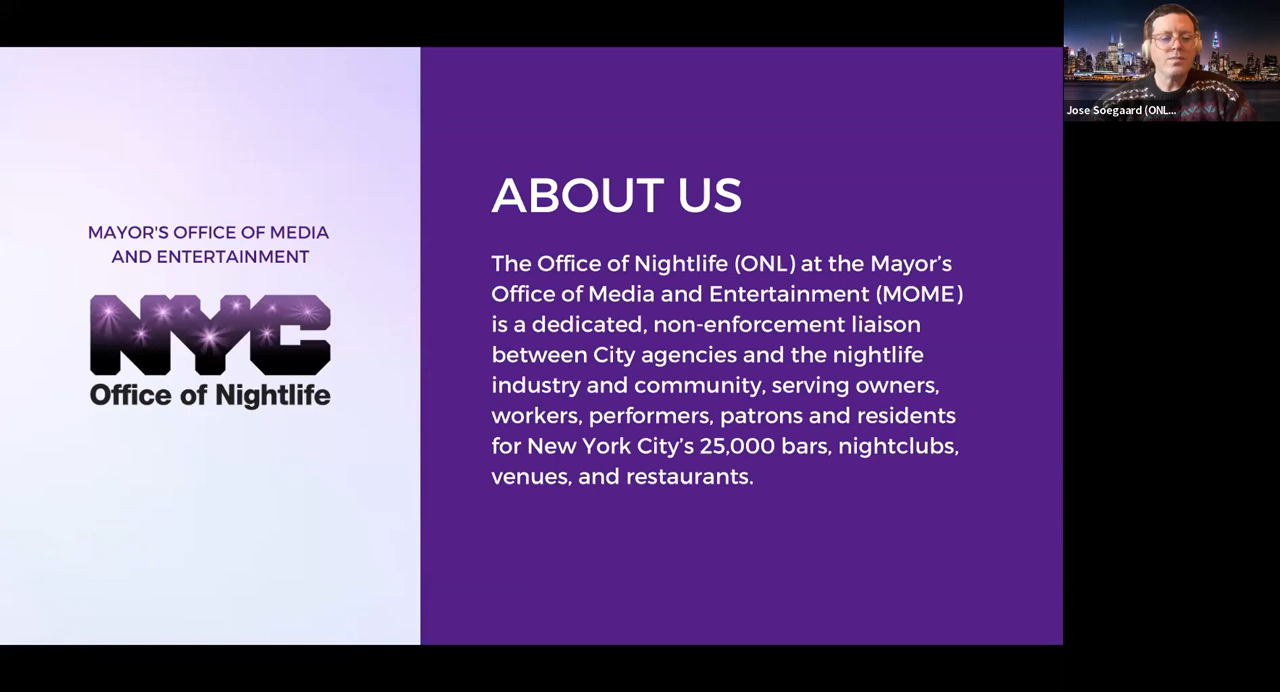 MAYOR'S OFFICE OF MEDIA
AND ENTERTAINMENT
NYC
Office of Nightlife
ABOUT US
The Office of Nightlife (ONL) at the Mayor’s
Office of Media and Entertainment (MOME)
is a dedicated, non-enforcement liaison
between City agencies and the nightlife
industry and community, serving owners,
workers, performers, patrons and residents
for New York City’s 25,000 bars, nightclubs,
venues, and restaurants.
Jose Soegaard (ONL...